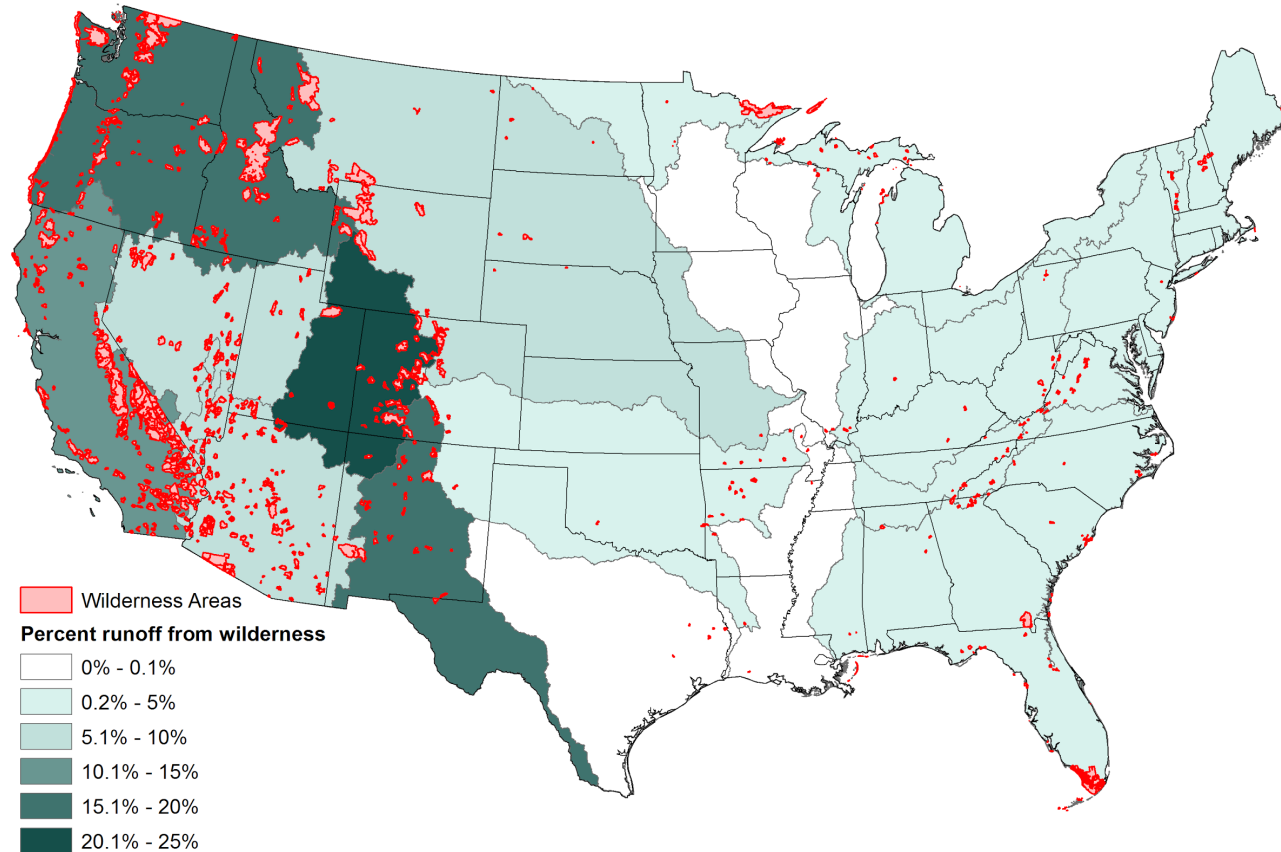 Wilderness Areas
Percent runoff from wilderness
0% - 0.1%
0.2% - 5%
5.1% - 10%
10.1% - 15%
15.1% - 20%
20.1% - 25%